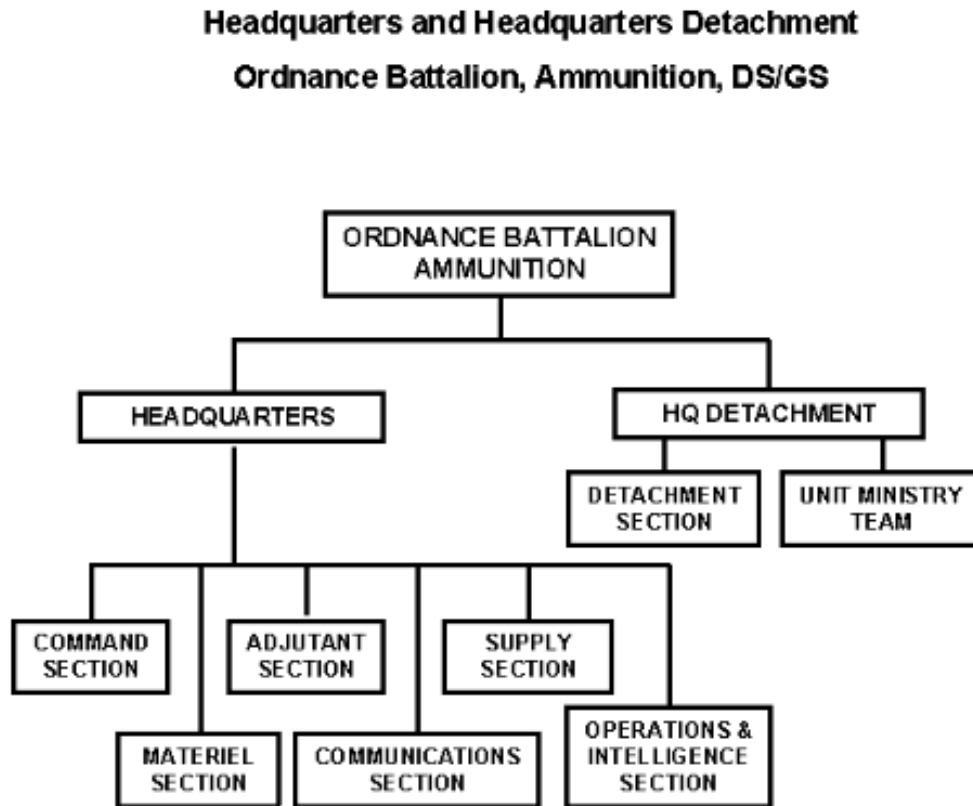 Headquarters and Headquarters Detachment
Ordnance Battalion, Ammunition, DS/GS
ORDNANCE BATTALION
AMMUNITION
HEADQUARTERS
HQ DETACHMENT
DETACHMENT
SECTION
UNIT MINISTRY
TEAM
COMMAND
SECTION
ADJUTANT
SECTION
SUPPLY
SECTION
MATERIEL
SECTION
COMMUNICATIONS
SECTION
OPERATIONS &
INTELLIGENCE
SECTION